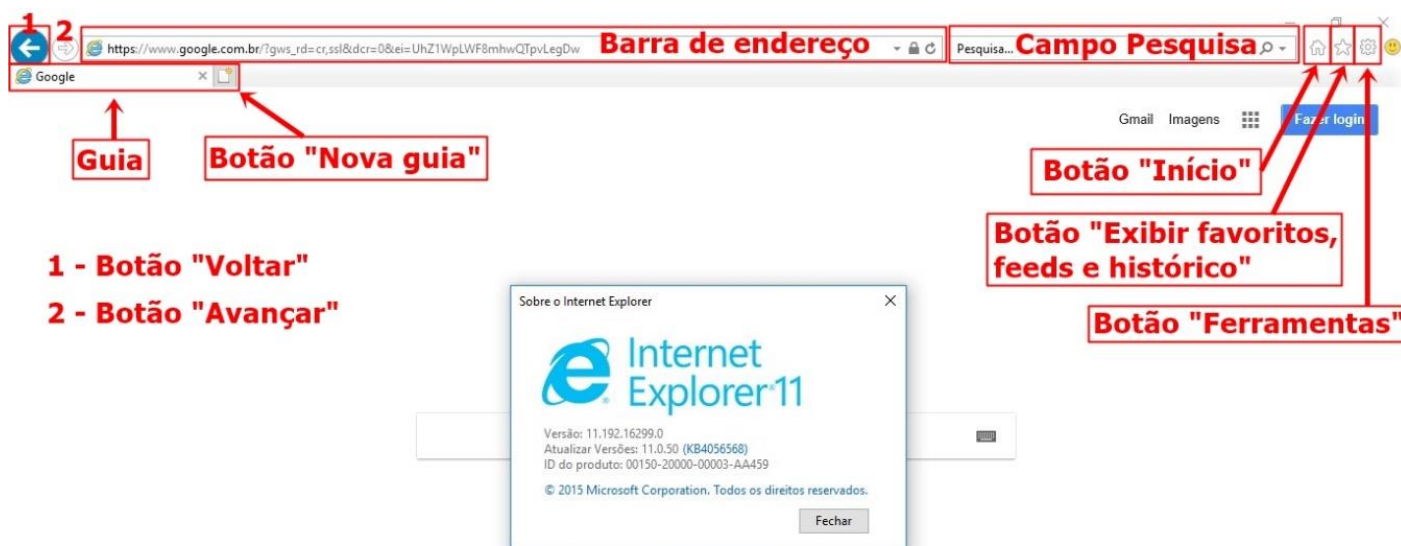 1
2
https://www.google.com.br/?gws_rd=cr,ssl&dcr=0&ei=UhZ1WpLWF8mhwQTpvLegDw
Barra de endereço
Pesquisa...
Campo Pesquisa
Google
Gmail Imagens
Fazer login
Guia
Botão "Nova guia"
Botão "Início"
Botão "Exibir favoritos,
feeds e histórico"
1 - Botão "Voltar"
2 - Botão "Avançar"
Botão "Ferramentas"
Sobre o Internet Explorer
Internet
Explorer 11
Versão: 11.192.16299.0
Atualizar Versões: 11.0.50 (KB4056568)
ID do produto: 00150-20000-00003-AA459
© 2015 Microsoft Corporation. Todos os direitos reservados.
Fechar